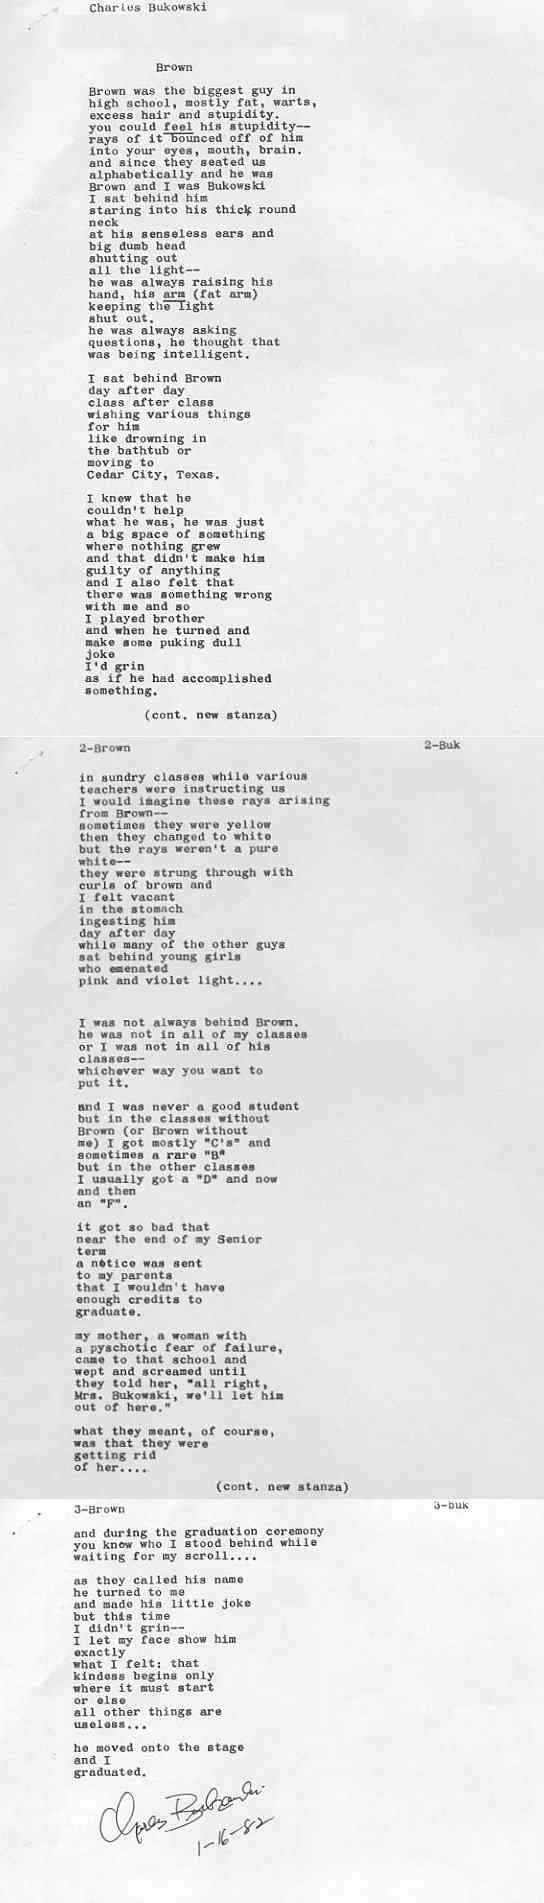 Charles Bukowski
Brown
Brown was the biggest guy in
high school, mostly fat, warts,
excess hair and stupidity.
you could feel his stupidity--
rays of it bounced off of him
into your eyes, mouth, brain.
and since they seated us
alphabetically and he was
Brown and I was Bukowski
I sat behind him
staring into his thick round
neck
at his senseless ears and
big dumb head
shutting out
all the light--
he was always raising his
hand, his arm (fat arm)
keeping the light
shut out.
he was always asking
questions, he thought that
was being intelligent.
I sat behind Brown
day after day
class after class
wishing various things
for him
like drowning in
the bathtub or
moving to
Cedar City, Texas.
I knew that he
couldn't help
what he was, he was just
a big space of something
where nothing grew
and that didn't make him
guilty of anything
and I also felt that
there was something wrong
with me and so
I played brother
and when he turned and
make some puking dull
joke
I'd grin
as if he had accomplished
something.
(cont. new stanza)
2-Brown 2-Buk
in sundry classes while various
teachers were instructing us
I would imagine these rays arising
from Brown--
sometimes they were yellow
then they changed to white
but the rays weren't a pure
white--
they were strung through with
curls of brown and
I felt vacant
in the stomach
ingesting him
day after day
while many of the other guys
sat behind young girls
who emenated
pink and violet light....
I was not always behind Brown.
he was not in all of my classes
or I was not in all of his
classes--
whichever way you want to
put it.
and I was never a good student
but in the classes without
Brown (or Brown without
me) I got mostly "C's" and
sometimes a rare "B"
but in the other classes
I usually got a "D" and now
and then
an "F".
it got so bad that
near the end of my Senior
term
a notice was sent
to my parents
that I wouldn't have
enough credits to
graduate.
my mother, a woman with
a pyschotic fear of failure,
came to that school and
wept and screamed until
they told her, "all right,
Mrs. Bukowski, we'll let him
out of here."
what they meant, of course,
was that they were
getting rid
of her....
(cont. new stanza)
3-Brown 3-buk
and during the graduation ceremony
you know who I stood behind while
waiting for my scroll....
as they called his name
he turned to me
and made his little joke
but this time
I didn't grin--
I let my face show him
exactly
what I felt: that
kindess begins only
where it must start
or else
all other things are
useless...
he moved onto the stage
and I
graduated.
Charles Bukowski
1-16-82